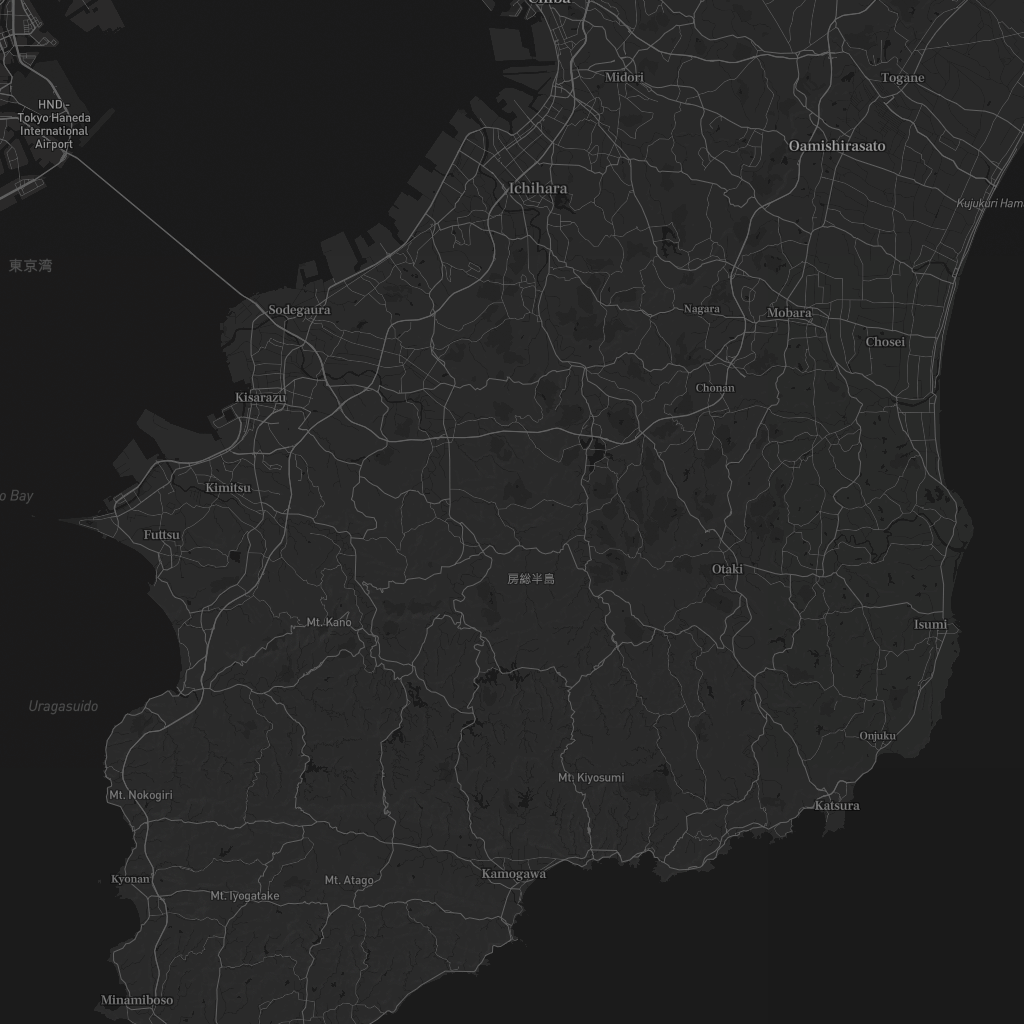 Chiba
Midori
Togane
HND -
Tokyo Haneda
International
Airport
Oamishirasato
Ichihara
Kujukuri Hama
東京湾
Sodegaura
Nagara
Mobara
Chosei
Chonan
Kisarazu
Kimitsu
o Bay
Futtsu
Otaki
房総半島
Mt. Kano
Isumi
Uragasuido
Onjuku
Mt. Kiyosumi
Mt. Nokogiri
Katsura
Kamogawa
Kyonan
Mt. Atago
Mt. Iyogatake
Minamiboso